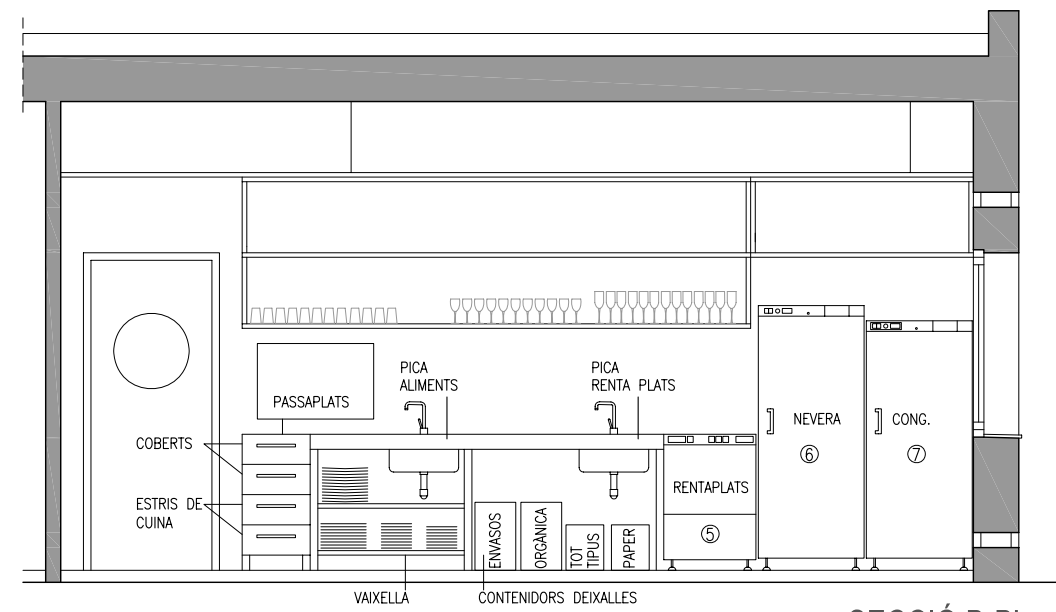 PICA
ALIMENTS
PICA
RENTA PLATS
PASSAPLATS
COBERTS
NEVERA
CONG.
6
7
RENTAPLATS
ESTRIS DE
CUINA
ENVASOS
ORGÀNICA
TOT
TIPUS
PAPER
5
VAIXELLA
CONTENIDORS DEIXALLES